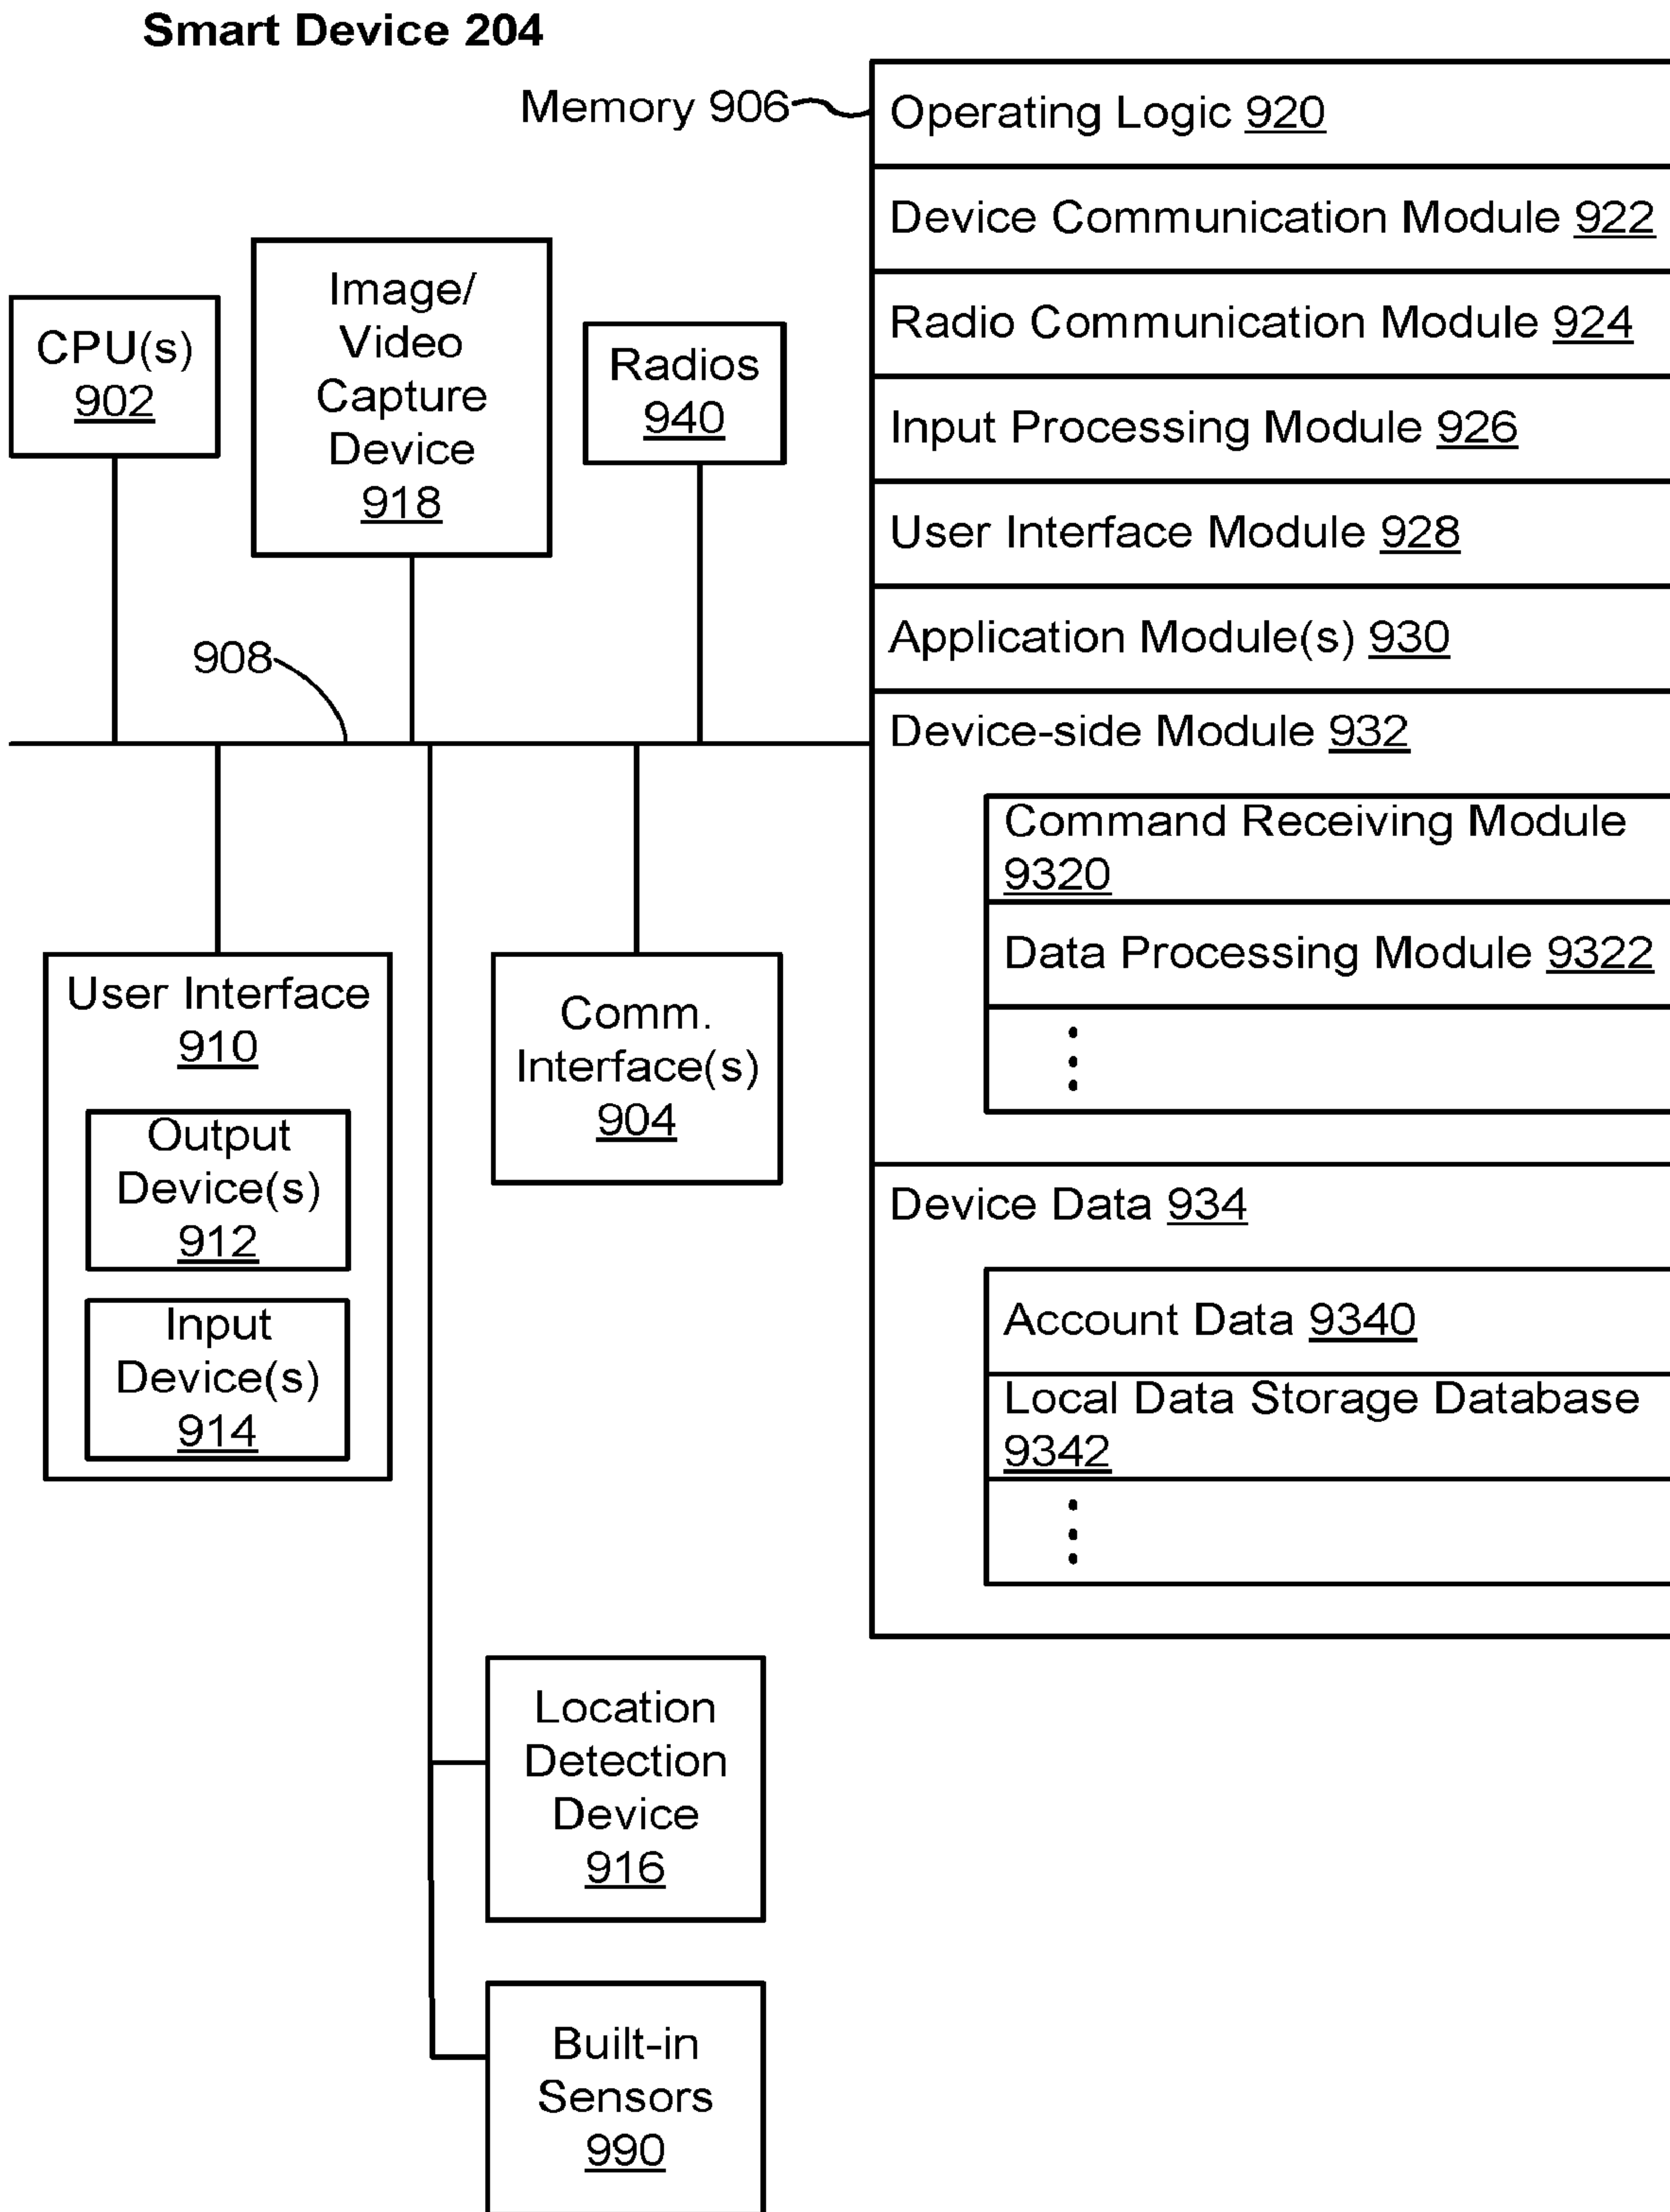 Smart Device 204
Memory 906
Operating Logic 920
Device Communication Module 922
Radio Communication Module 924
Input Processing Module 926
User Interface Module 928
Application Module(s) 930
Device-side Module 932
Command Receiving Module
9320
Data Processing Module 9322
Device Data 934
Account Data 9340
Local Data Storage Database
9342
CPU(s)
902
Image/
Video
Capture
Device
918
Radios
940
908
User Interface
910
Output
Device(s)
912
Input
Device(s)
914
Comm.
Interface(s)
904
Location
Detection
Device
916
Built-in
Sensors
990